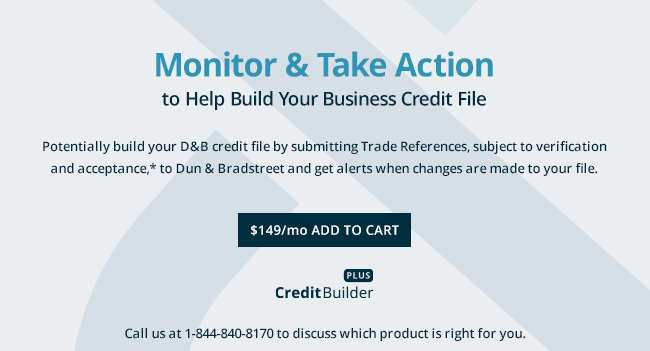 Monitor & Take Action
to Help Build Your Business Credit File
Potentially build your D&B credit file by submitting Trade References, subject to verification
and acceptance,* to Dun & Bradstreet and get alerts when changes are made to your file.
$149/mo ADD TO CART
PLUS
CreditBuilder
Call us at 1-844-840-8170 to discuss which product is right for you.